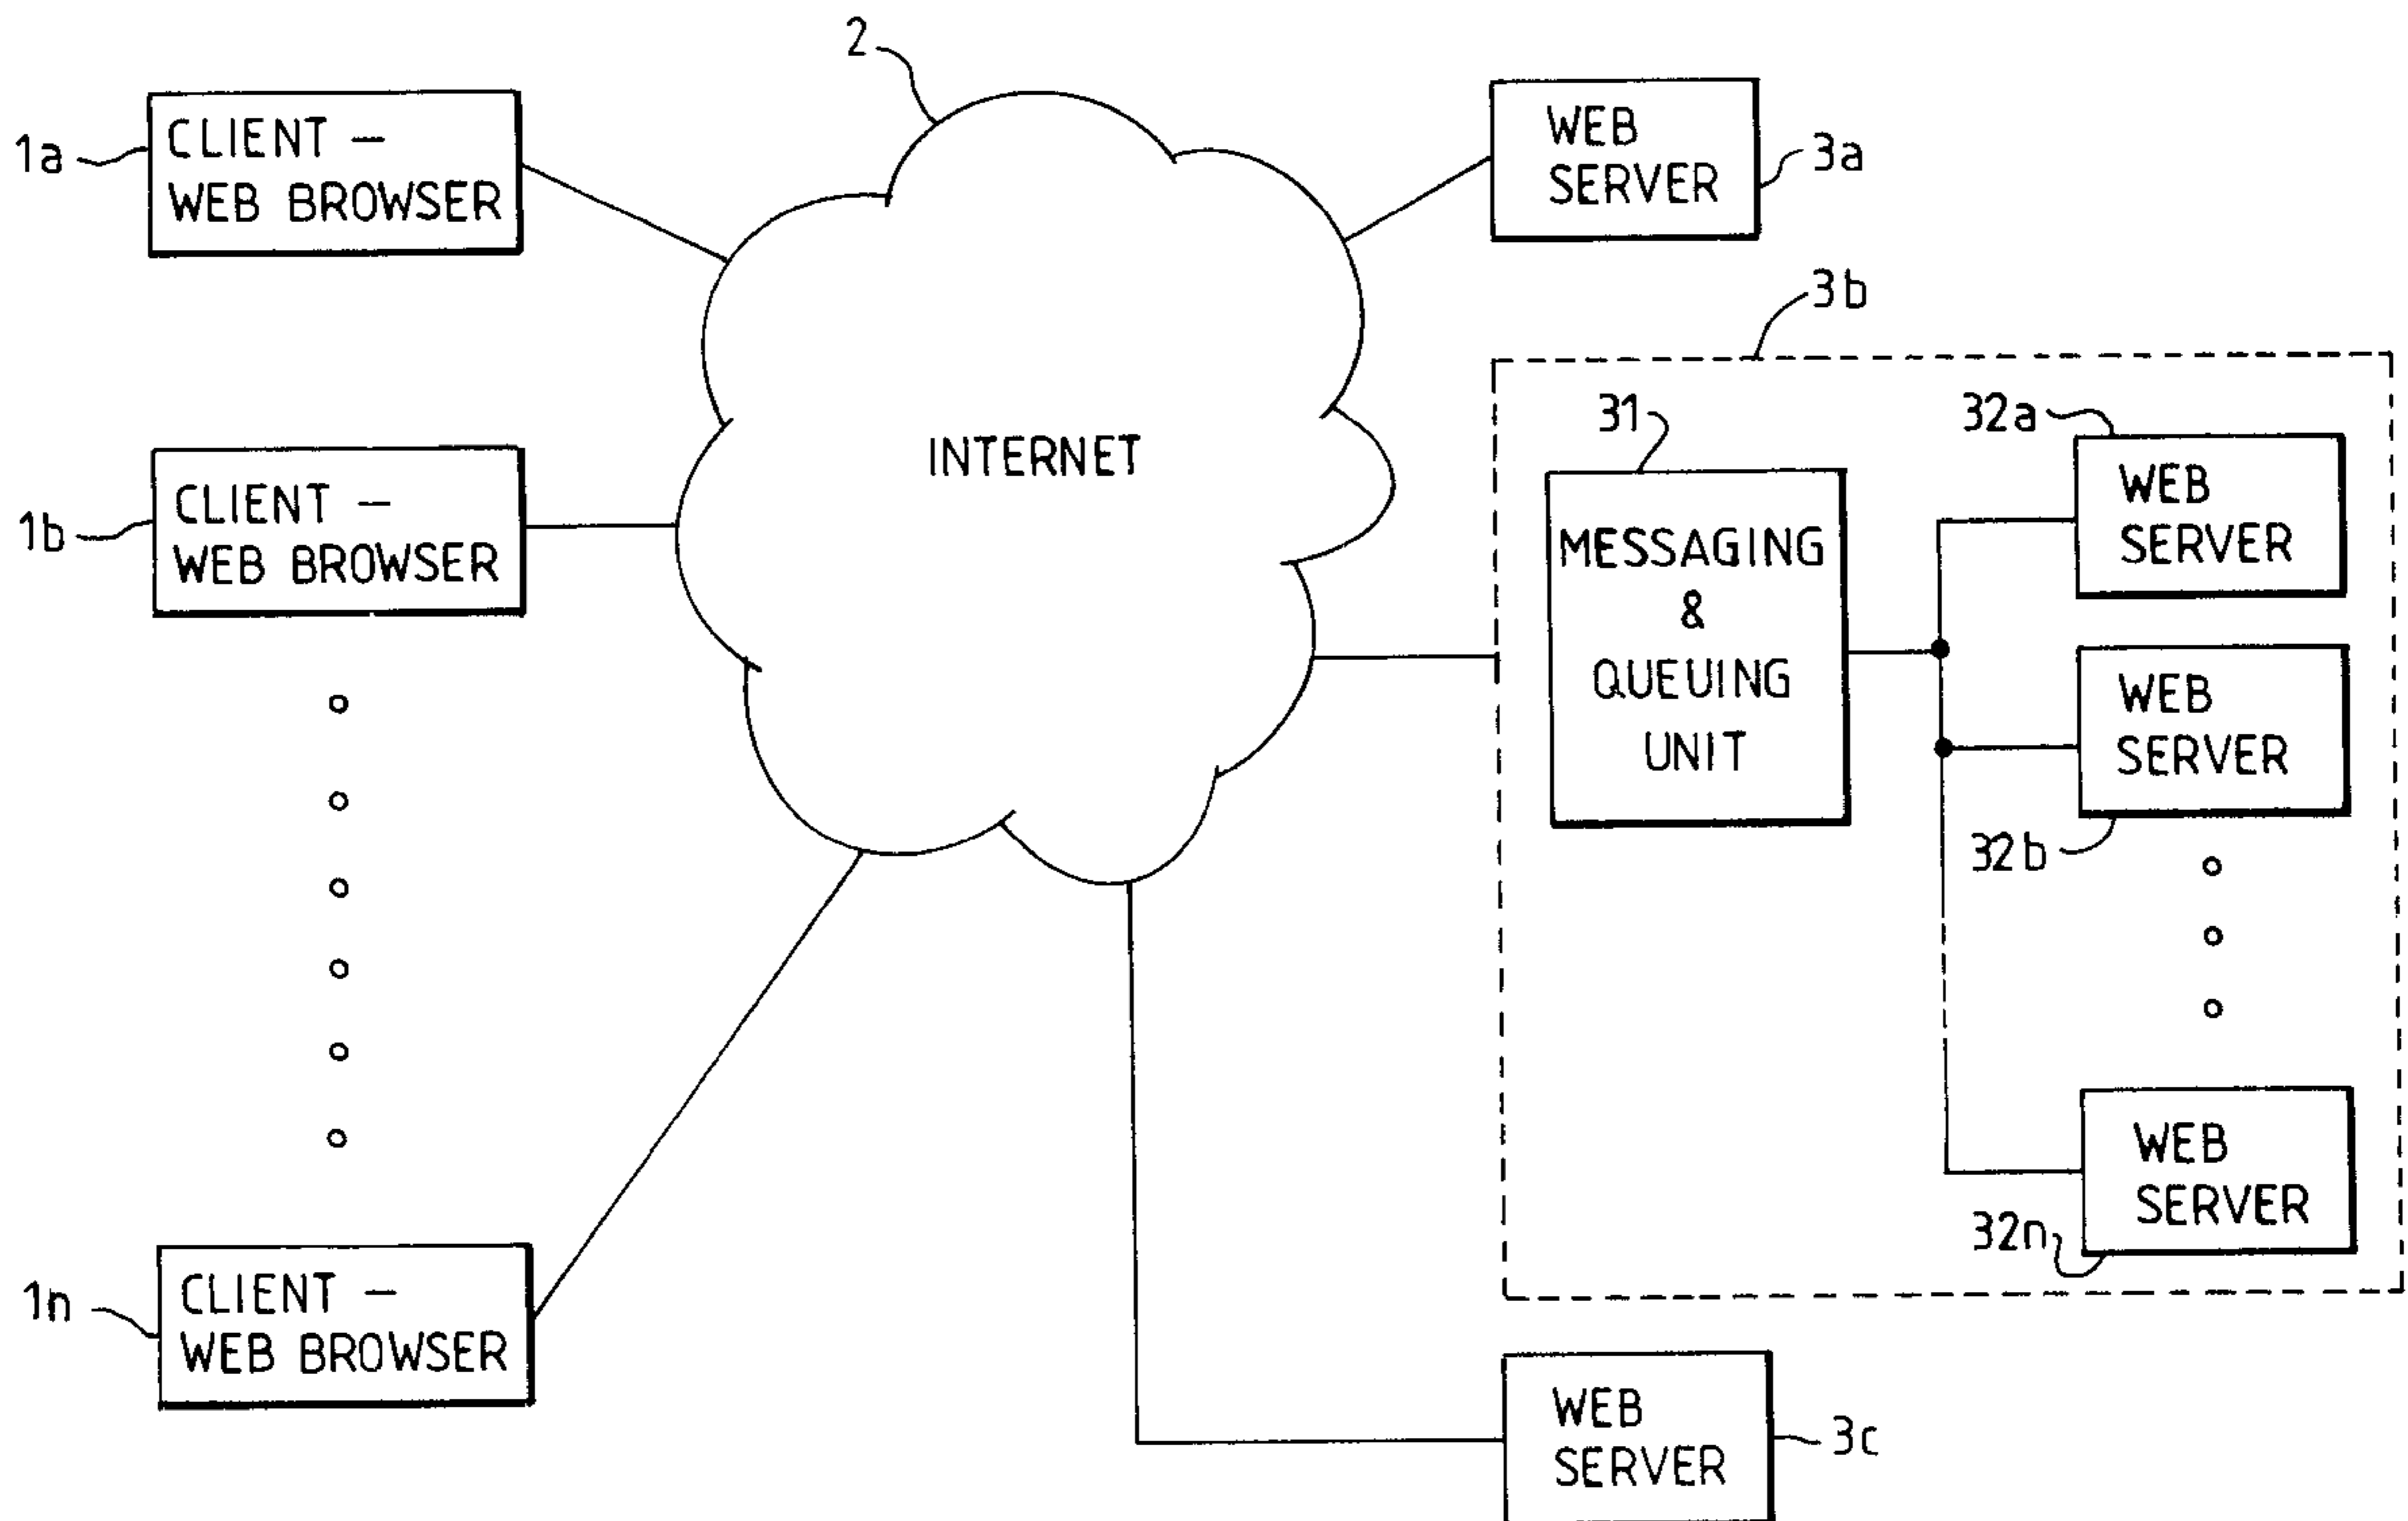 2
1a
CLIENT –
WEB BROWSER
WEB
SERVER
3a
3b
1b
CLIENT –
WEB BROWSER
INTERNET
31
MESSAGING
&
QUEUING
UNIT
32a
WEB
SERVER
WEB
SERVER
32b
WEB
SERVER
32n
1n
CLIENT –
WEB BROWSER
WEB
SERVER
3c